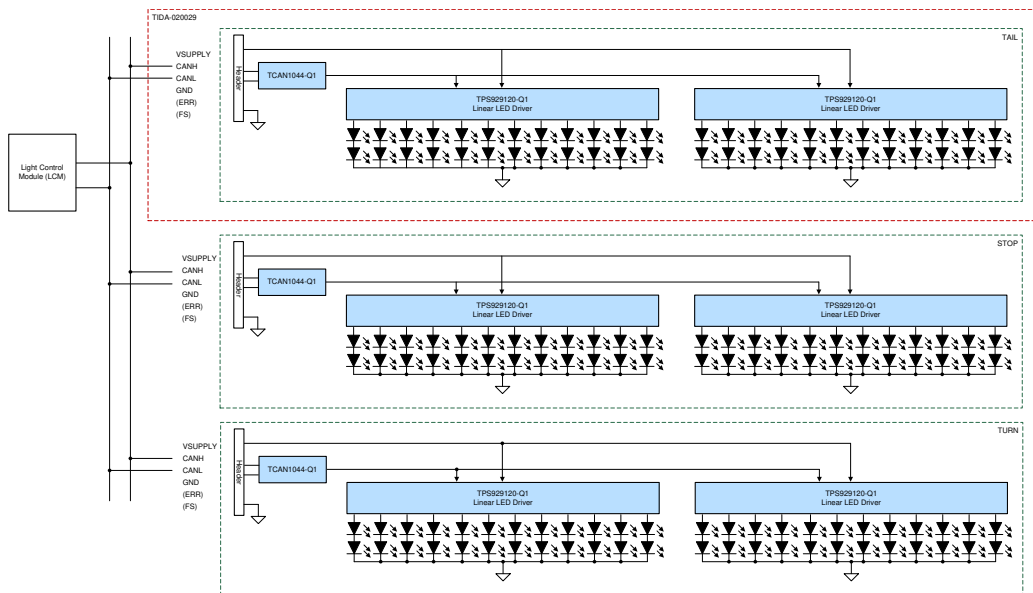 TIDA-020029
TAIL
VSUPPLY
CANH
CANL
GND
(ERR)
(FS)
Header
TCAN1044-Q1
TPS929120-Q1
Linear LED Driver
TPS929120-Q1
Linear LED Driver
Light Control
Module (LCM)
STOP
VSUPPLY
CANH
CANL
GND
(ERR)
(FS)
Header
TCAN1044-Q1
TPS929120-Q1
Linear LED Driver
TPS929120-Q1
Linear LED Driver
TURN
VSUPPLY
CANH
CANL
GND
(ERR)
(FS)
Header
TCAN1044-Q1
TPS929120-Q1
Linear LED Driver
TPS929120-Q1
Linear LED Driver